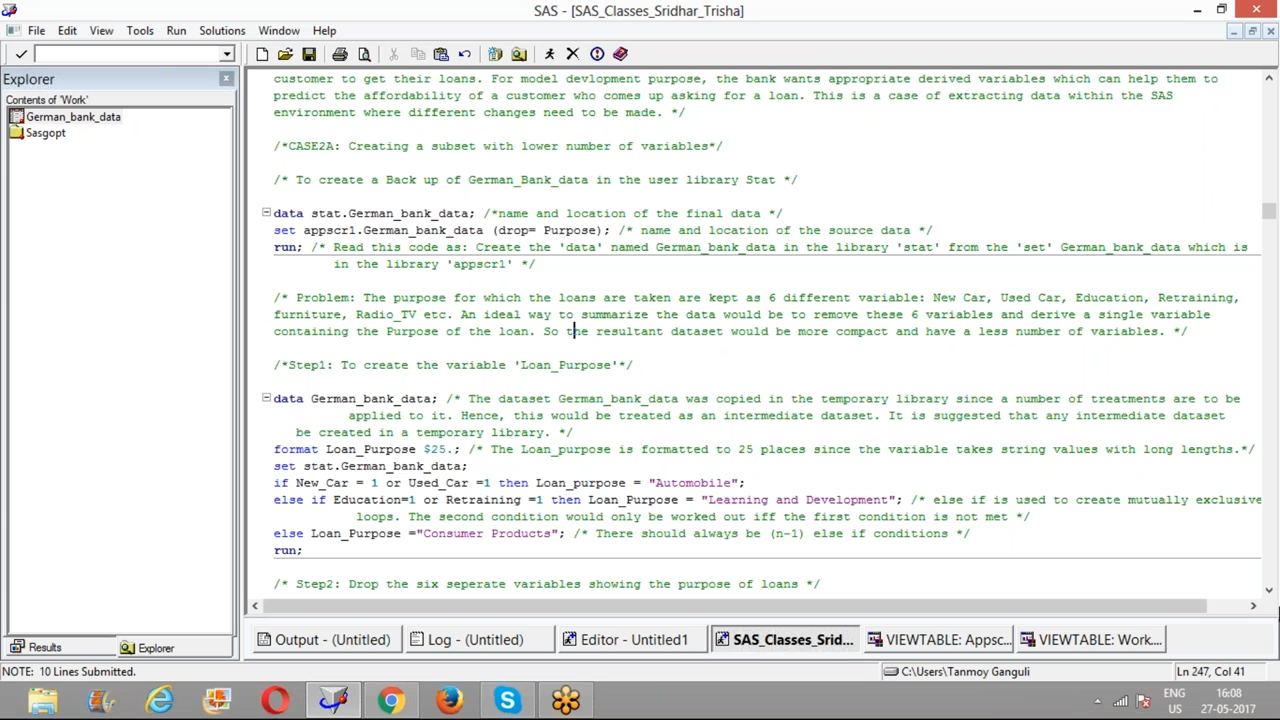 SAS - [SAS_Classes_Sridhar_Trisha]
File Edit View Tools Run Solutions Window Help
Explorer
Contents of 'Work'
German_bank_data
Sasgopt
customer to get their loans. For model devlopment purpose, the bank wants appropriate derived variables which can help them to
predict the affordability of a customer who comes up asking for a loan. This is a case of extracting data within the SAS
environment where different changes need to be made. */
/*CASE2A: Creating a subset with lower number of variables*/
/* To create a Back up of German_Bank_data in the user library Stat */
data stat.German_bank_data; /*name and location of the final data */
set appscr1.German_bank_data (drop= Purpose); /* name and location of the source data */
run; /* Read this code as: Create the 'data' named German_bank_data in the library 'stat' from the 'set' German_bank_data which is
in the library 'appscr1' */
/* Problem: The purpose for which the loans are taken are kept as 6 different variable: New Car, Used Car, Education, Retraining,
furniture, Radio_TV etc. An ideal way to summarize the data would be to remove these 6 variables and derive a single variable
containing the Purpose of the loan. So the resultant dataset would be more compact and have a less number of variables. */
/*Step1: To create the variable 'Loan_Purpose'*/
data German_bank_data; /* The dataset German_bank_data was copied in the temporary library since a number of treatments are to be
applied to it. Hence, this would be treated as an intermediate dataset. It is suggested that any intermediate dataset
be created in a temporary library. */
format Loan_Purpose $25.; /* The Loan_purpose is formatted to 25 places since the variable takes string values with long lengths.*/
set stat.German_bank_data;
if New_Car = 1 or Used_Car =1 then Loan_purpose = "Automobile";
else if Education=1 or Retraining =1 then Loan_Purpose = "Learning and Development"; /* else if is used to create mutually exclusive
loops. The second condition would only be worked out iff the first condition is not met */
else Loan_Purpose ="Consumer Products"; /* There should always be (n-1) else if conditions */
run;
/* Step2: Drop the six seperate variables showing the purpose of loans */
Results Explorer
Output - (Untitled) Log - (Untitled) Editor - Untitled1 SAS_Classes_Srid... VIEWTABLE: Appsc... VIEWTABLE: Work....
NOTE: 10 Lines Submitted. C:\Users\Tanmoy Ganguli Ln 247, Col 41
ENG 16:08
US 27-05-2017